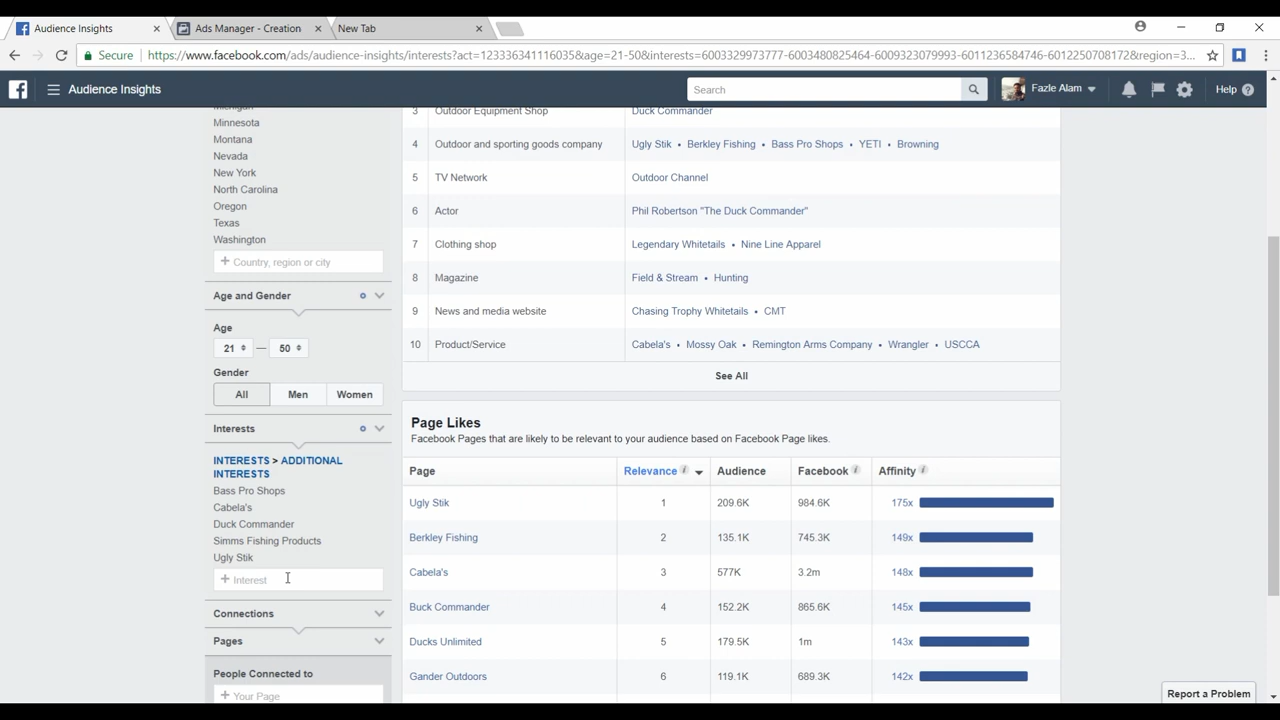 Audience Insights
Ads Manager - Creation
New Tab
Secure
https://www.facebook.com/ads/audience-insights/interests?act=123336341116035&age=21-50&interests=6003329973777-6003480825464-6009323079993-6011236584746-6012250708172&region=3...
Audience Insights
Search
Fazle Alam
Help
Michigan
Minnesota
Montana
Nevada
New York
North Carolina
Oregon
Texas
Washington
+ Country, region or city
Age and Gender
Age
21 — 50
Gender
All Men Women
Interests
INTERESTS > ADDITIONAL
INTERESTS
Bass Pro Shops
Cabela's
Duck Commander
Simms Fishing Products
Ugly Stik
+ Interest
Connections
Pages
People Connected to
+ Your Page
3 Outdoor Equipment Shop Duck Commander
4 Outdoor and sporting goods company Ugly Stik • Berkley Fishing • Bass Pro Shops • YETI • Browning
5 TV Network Outdoor Channel
6 Actor Phil Robertson "The Duck Commander"
7 Clothing shop Legendary Whitetails • Nine Line Apparel
8 Magazine Field & Stream • Hunting
9 News and media website Chasing Trophy Whitetails • CMT
10 Product/Service Cabela's • Mossy Oak • Remington Arms Company • Wrangler • USCCA
See All
Page Likes
Facebook Pages that are likely to be relevant to your audience based on Facebook Page likes.
Page Relevance Audience Facebook Affinity
Ugly Stik 1 209.6K 984.6K 175x
Berkley Fishing 2 135.1K 745.3K 149x
Cabela's 3 577K 3.2m 148x
Buck Commander 4 152.2K 865.6K 145x
Ducks Unlimited 5 179.5K 1m 143x
Gander Outdoors 6 119.1K 689.3K 142x
Report a Problem